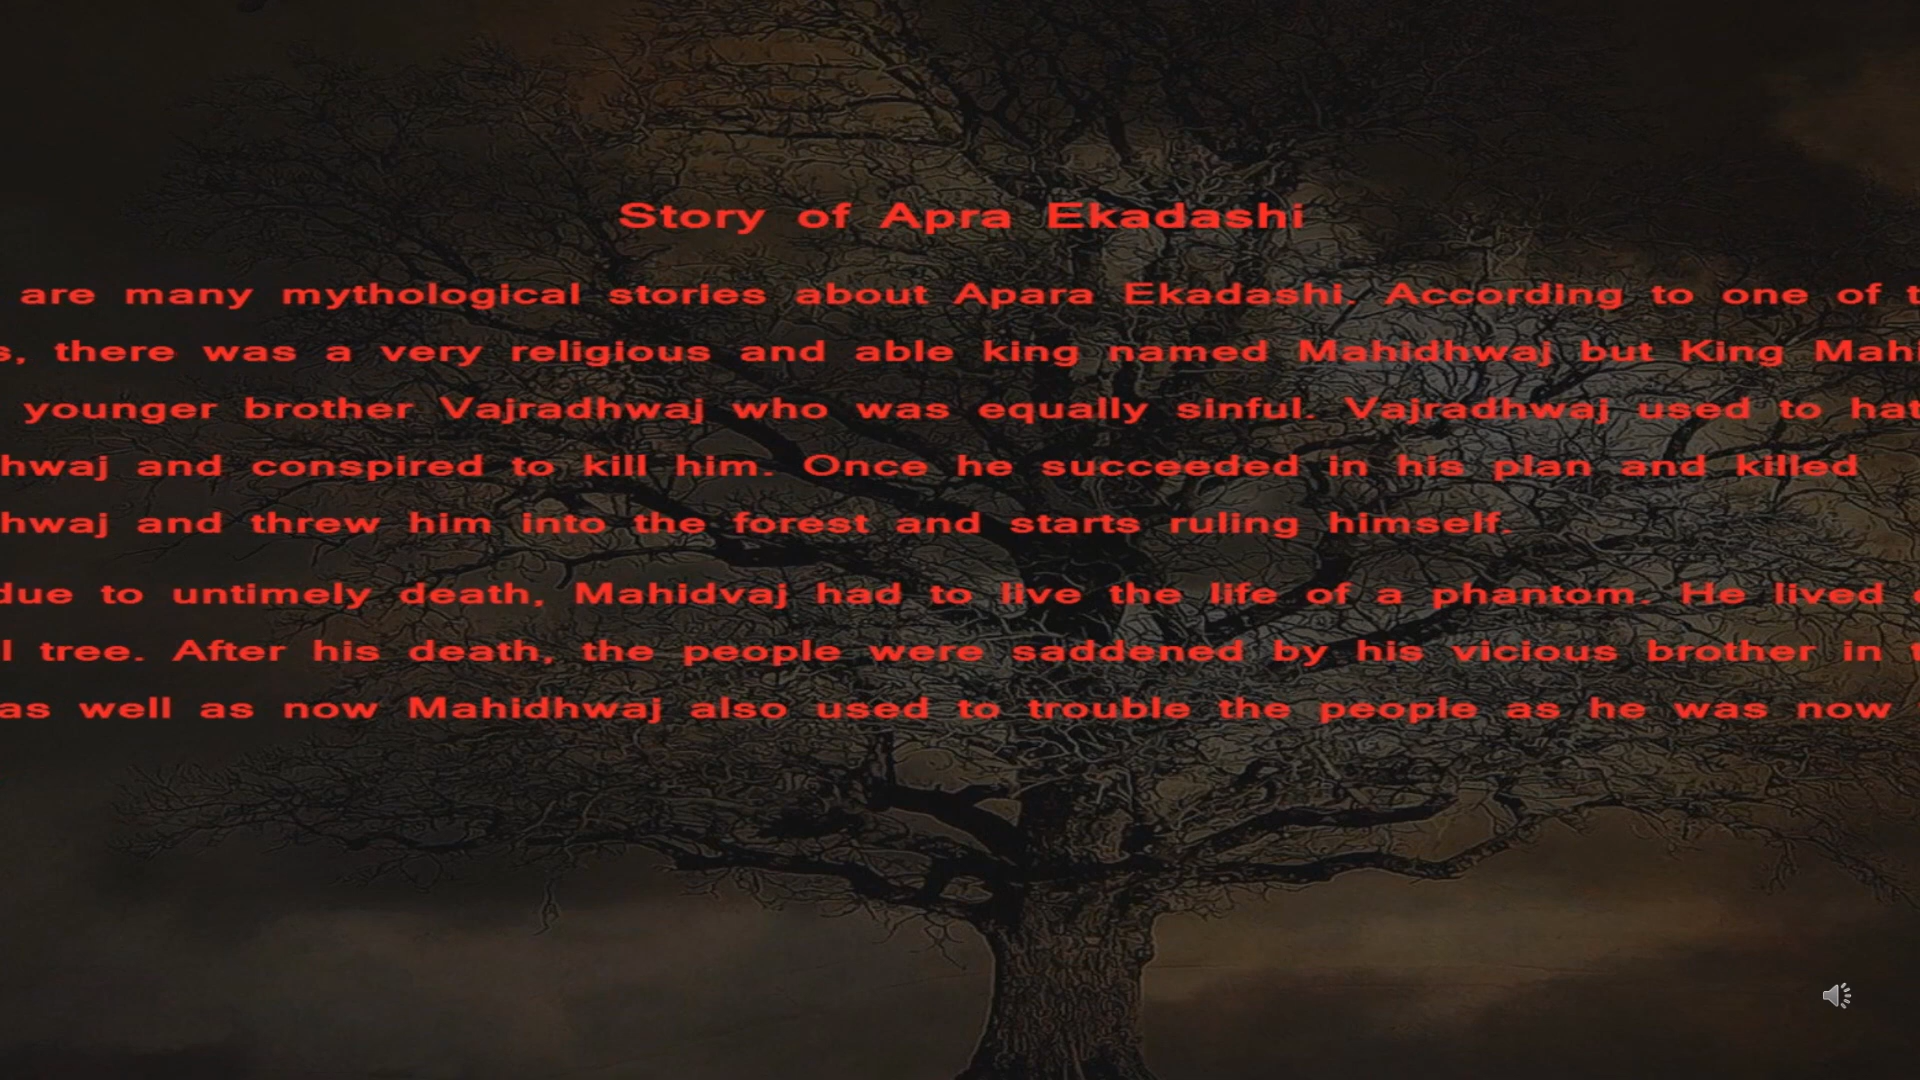 Story of Apra Ekadashi
are many mythological stories about Apara Ekadashi. According to one of
there was a very religious and able king named Mahidhwaj but King
younger brother Vajradhwaj who was equally sinful. Vajradhwaj used to
and conspired to kill him. Once he succeeded in his plan and killed
and threw him into the forest and starts ruling himself.
to untimely death, Mahidvaj had to live the life of a phantom. He lived
tree. After his death, the people were saddened by his vicious brother in
well as now Mahidhwaj also used to trouble the people as he was now